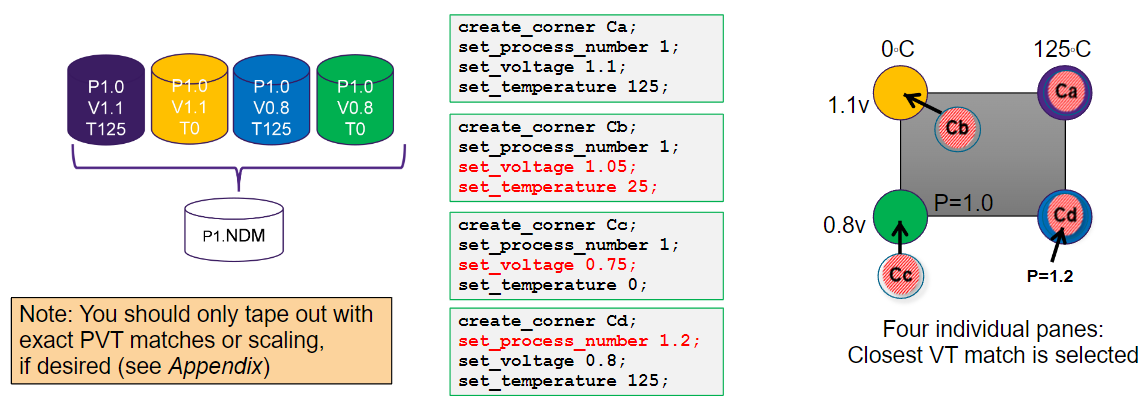 P1.0
V1.1
T125
P1.0
V1.1
T0
P1.0
V0.8
T125
P1.0
V0.8
T0
P1.NDM
Note: You should only tape out with
exact PVT matches or scaling,
if desired (see Appendix)
create_corner Ca;
set_process_number 1;
set_voltage 1.1;
set_temperature 125;
create_corner Cb;
set_process_number 1;
set_voltage 1.05;
set_temperature 25;
create_corner Cc;
set_process_number 1;
set_voltage 0.75;
set_temperature 0;
create_corner Cd;
set_process_number 1.2;
set_voltage 0.8;
set_temperature 125;
0◦C
125◦C
1.1v
Ca
Cb
P=1.0
0.8v
Cd
Cc
P=1.2
Four individual panes:
Closest VT match is selected